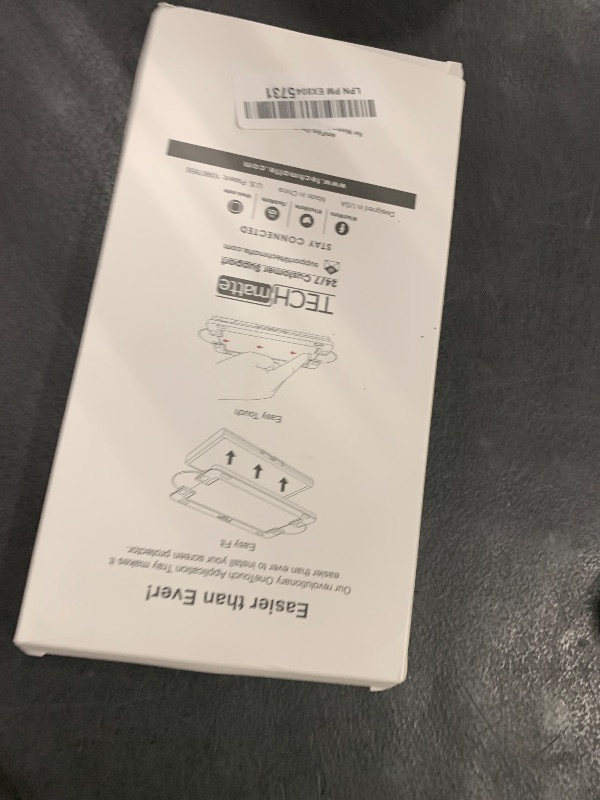 Easier than Ever!
Our revolutionary OneTouch Application Tray makes it
easier than ever to install your screen protector.
Easy Fit
Easy Touch
TECHmatte
24/7 Customer Support
support@techmatte.com
STAY CONNECTED
Designed in USA Made in China U.S. Patent
www.techmatte.com
LPN PM